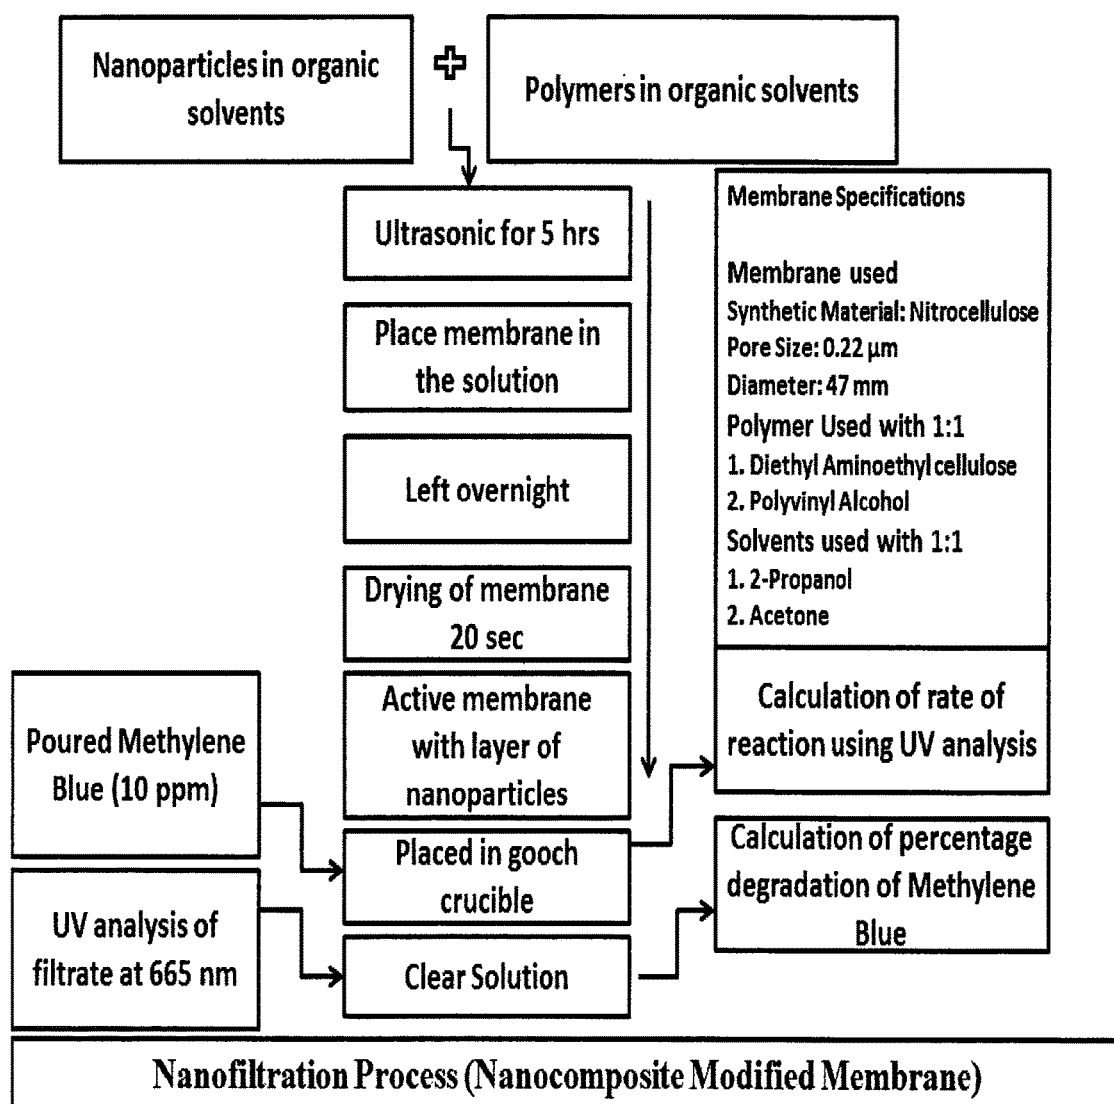 Nanoparticles in organic
solvents
Polymers in organic solvents
Ultrasonic for 5 hrs
Place membrane in
the solution
Left overnight
Drying of membrane
20 sec
Active membrane
with layer of
nanoparticles
Placed in gooch
crucible
Clear Solution
Poured Methylene
Blue (10 ppm)
UV analysis of
filtrate at 665 nm
Membrane Specifications
Membrane used
Synthetic Material: Nitrocellulose
Pore Size: 0.22 µm
Diameter: 47 mm
Polymer Used with 1:1
1. Diethyl Aminoethyl cellulose
2. Polyvinyl Alcohol
Solvents used with 1:1
1. 2-Propanol
2. Acetone
Calculation of rate of
reaction using UV analysis
Calculation of percentage
degradation of Methylene
Blue
Nanofiltration Process (Nanocomposite Modified Membrane)